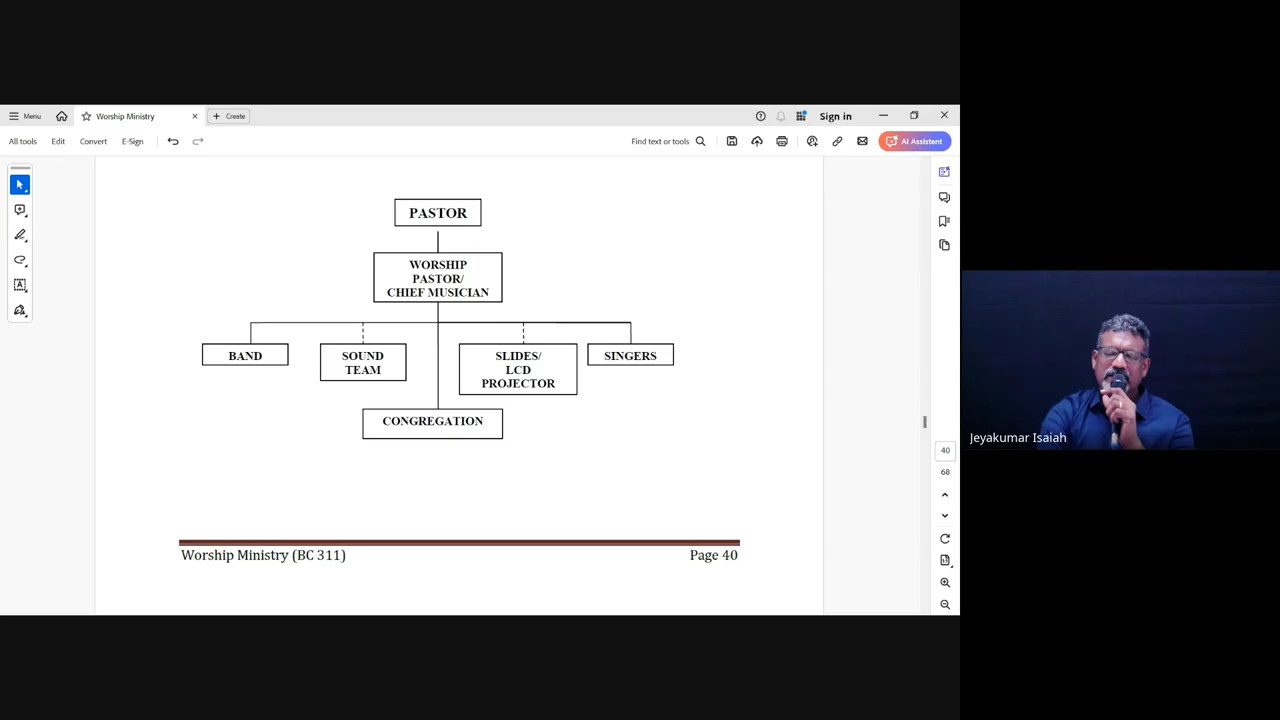 Menu
Worship Ministry
Create
Sign in
All tools
Edit
Convert
E-Sign
Find text or tools
AI Assistant
PASTOR
WORSHIP
PASTOR/
CHIEF MUSICIAN
BAND
SOUND
TEAM
SLIDES/
LCD
PROJECTOR
SINGERS
CONGREGATION
Worship Ministry (BC 311)
Page 40
40
68
Jeyakumar Isaiah